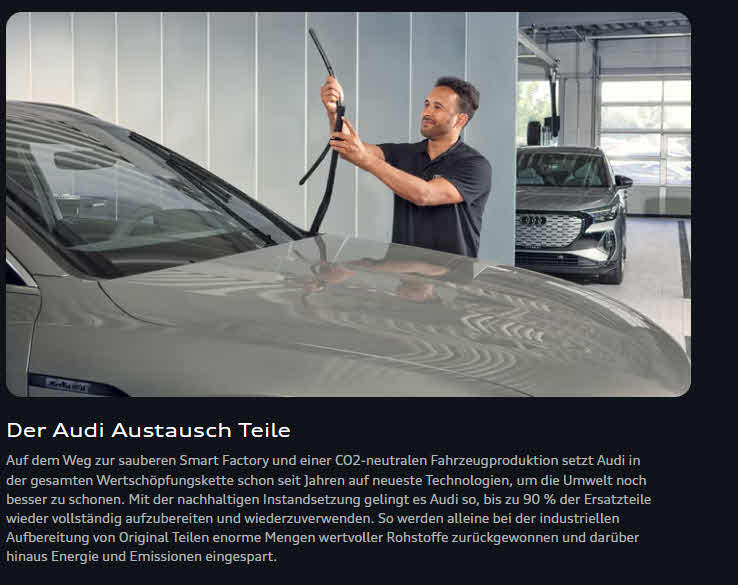 Der Audi Austausch Teile
Auf dem Weg zur sauberen Smart Factory und einer CO2-neutralen Fahrzeugproduktion setzt Audi in
der gesamten Wertschöpfungskette schon seit Jahren auf neueste Technologien, um die Umwelt noch
besser zu schonen. Mit der nachhaltigen Instandsetzung gelingt es Audi so, bis zu 90 % der Ersatzteile
wieder vollständig aufzubereiten und wiederzuverwenden. So werden alleine bei der industriellen
Aufbereitung von Original Teilen enorme Mengen wertvoller Rohstoffe zurückgewonnen und darüber
hinaus Energie und Emissionen eingespart.